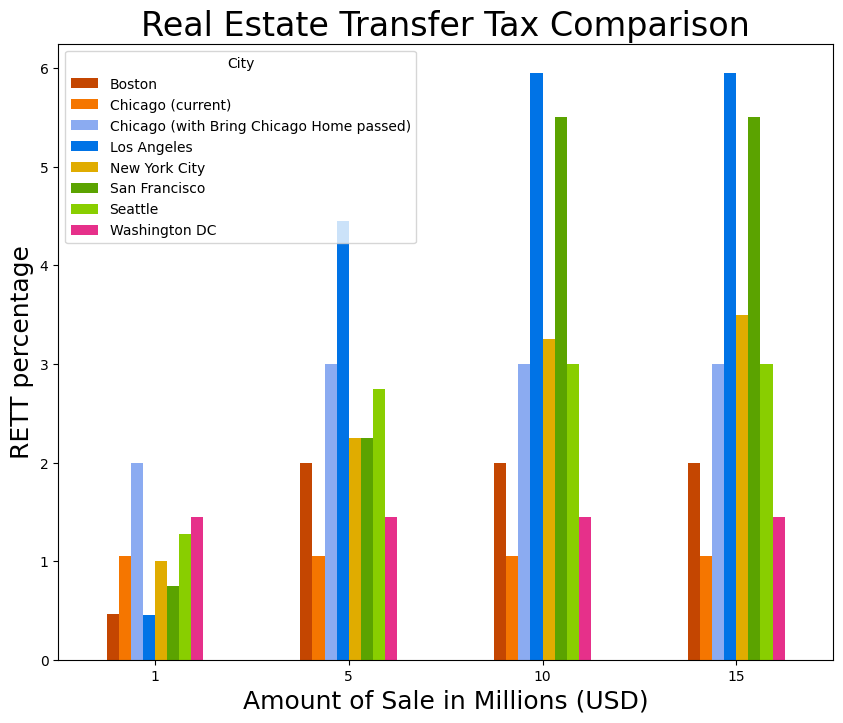 Real Estate Transfer Tax Comparison
City
Boston
Chicago (current)
Chicago (with Bring Chicago Home passed)
Los Angeles
New York City
San Francisco
Seattle
Washington DC
RETT percentage
6
5
4
3
2
1
0
1 5 10 15
Amount of Sale in Millions (USD)